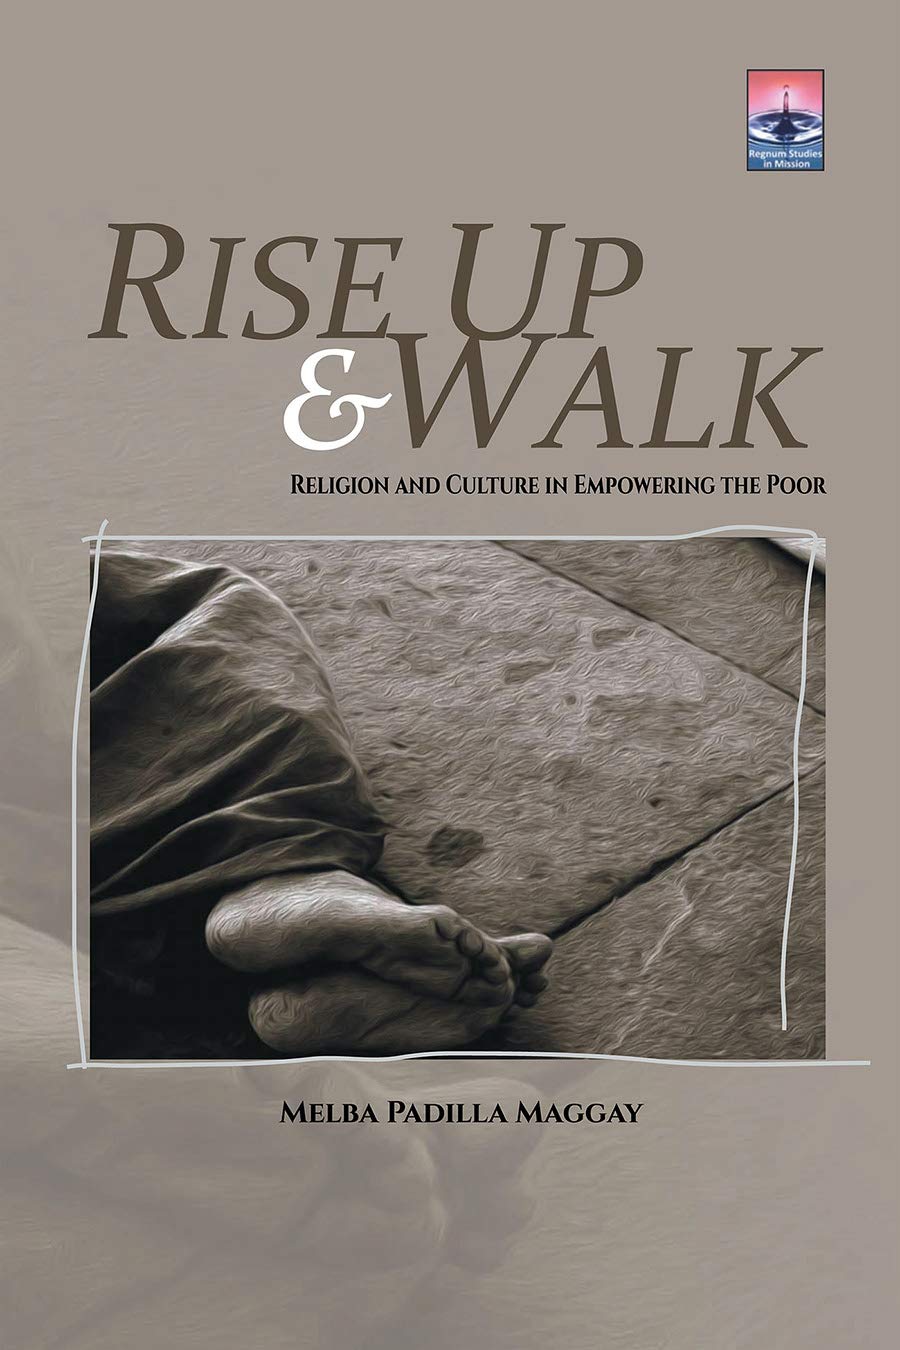 Regnum Studies
in Mission
RISE UP
& WALK
RELIGION AND CULTURE IN EMPOWERING THE POOR
MELBA PADILLA MAGGAY